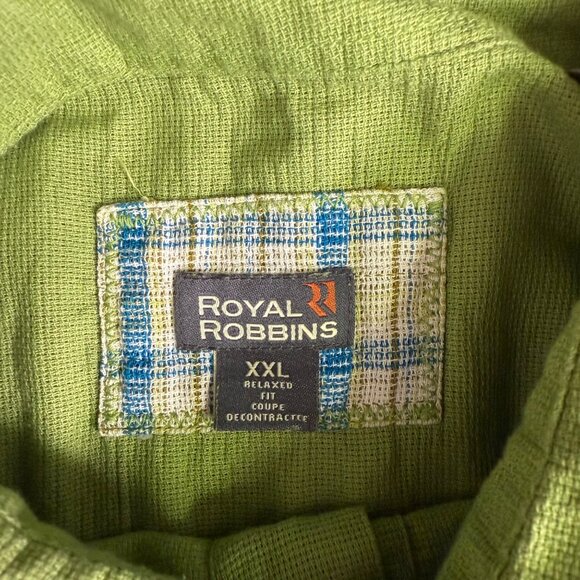 ROYAL
ROBBINS
XXL
RELAXED
FIT
COUPE
DECONTRACTEE